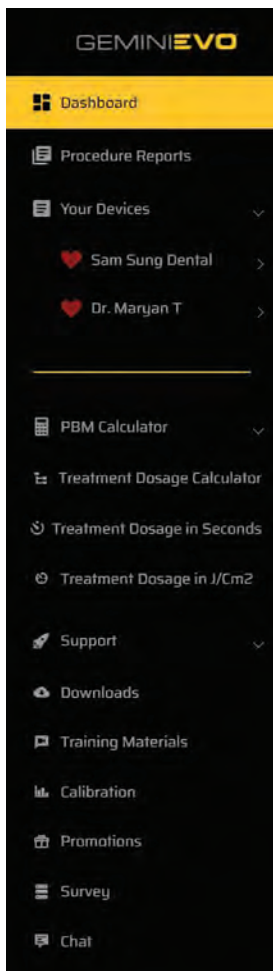 GEMINIEVO
Dashboard
Procedure Reports
Your Devices
Sam Sung Dental
Dr. Maryan T
PBM Calculator
Treatment Dosage Calculator
Treatment Dosage in Seconds
Treatment Dosage in J/Cm2
Support
Downloads
Training Materials
Calibration
Promotions
Survey
Chat